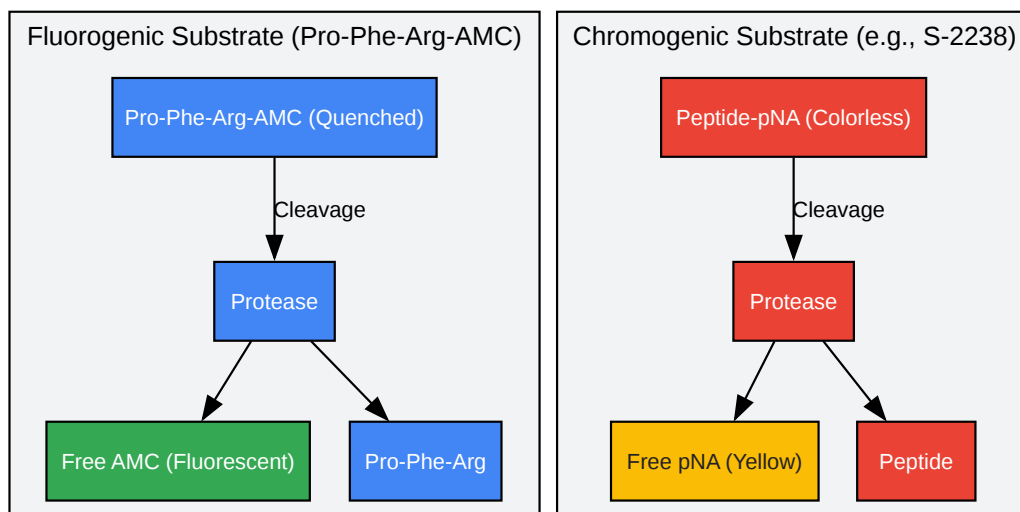 Fluorogenic Substrate (Pro-Phe-Arg-AMC)
Pro-Phe-Arg-AMC (Quenched)
Cleavage
Protease
Free AMC (Fluorescent)
Pro-Phe-Arg
Chromogenic Substrate (e.g., S-2238)
Peptide-pNA (Colorless)
Cleavage
Protease
Free pNA (Yellow)
Peptide